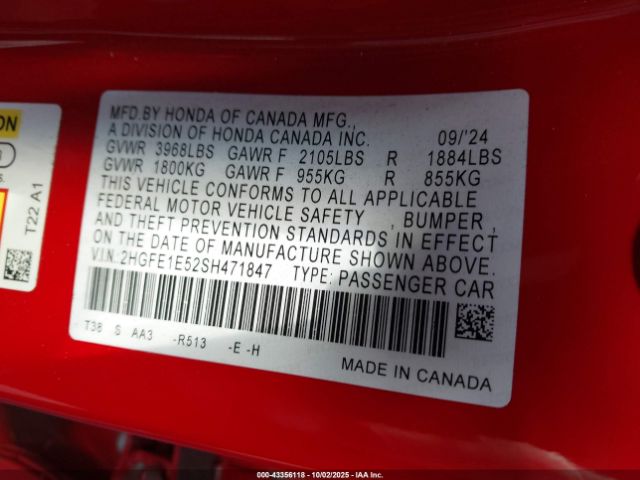 MFD.BY HONDA OF CANADA MFG.,
A DIVISION OF HONDA CANADA INC. 09/'24
GVWR 3968LBS GAWR F 2105LBS R 1884LBS
GVWR 1800KG GAWR F 955KG R 855KG
THIS VEHICLE CONFORMS TO ALL APPLICABLE
FEDERAL MOTOR VEHICLE SAFETY , BUMPER ,
AND THEFT PREVENTION STANDARDS IN EFFECT
ON THE DATE OF MANUFACTURE SHOWN ABOVE.
V.I.N.:2HGFE1E52SH471847 TYPE: PASSENGER CAR
T38 S AA3 -R513 -E -H
MADE IN CANADA
T22 A1
000-43356118 - 10/02/2025 - IAA Inc.